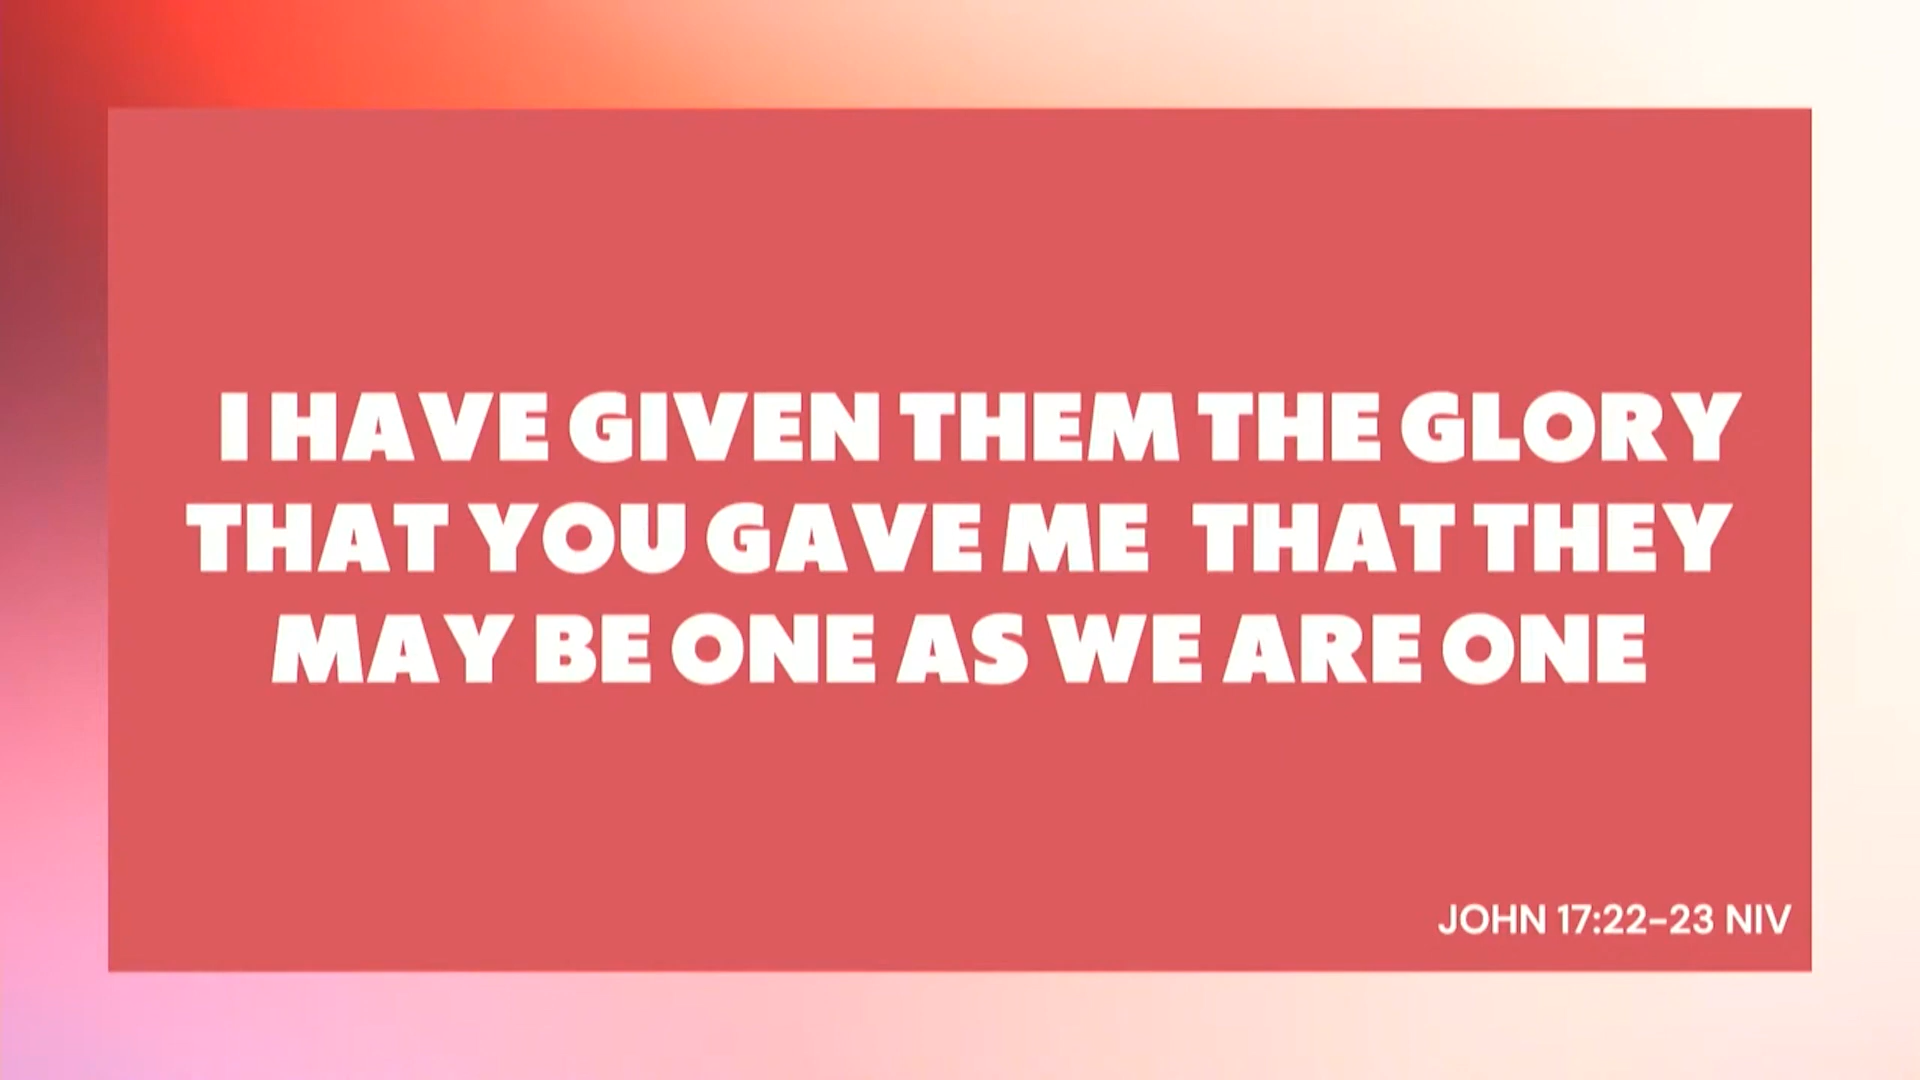 I HAVE GIVEN THEM THE GLORY
THAT YOU GAVE ME  THAT THEY
MAY BE ONE AS WE ARE ONE
JOHN 17:22-23 NIV